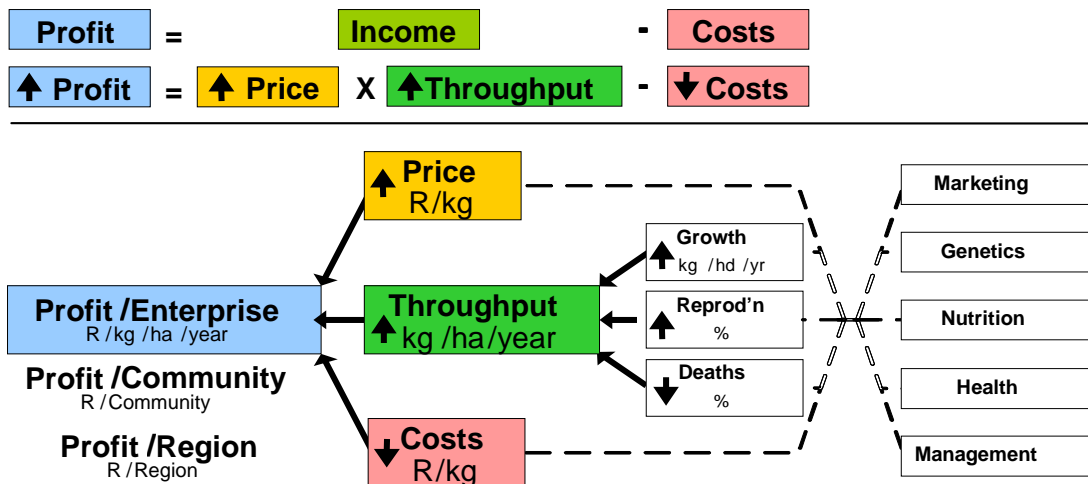 Profit = Income - Costs
Profit = Price X Throughput - Costs
Price
R/kg
Marketing
Growth
kg /hd /yr
Genetics
Profit /Enterprise
R/kg /ha /year
Throughput
kg /ha/year
Reprod'n
%
Nutrition
Profit /Community
R/Community
Deaths
%
Health
Profit /Region
R/Region
Costs
R/kg
Management